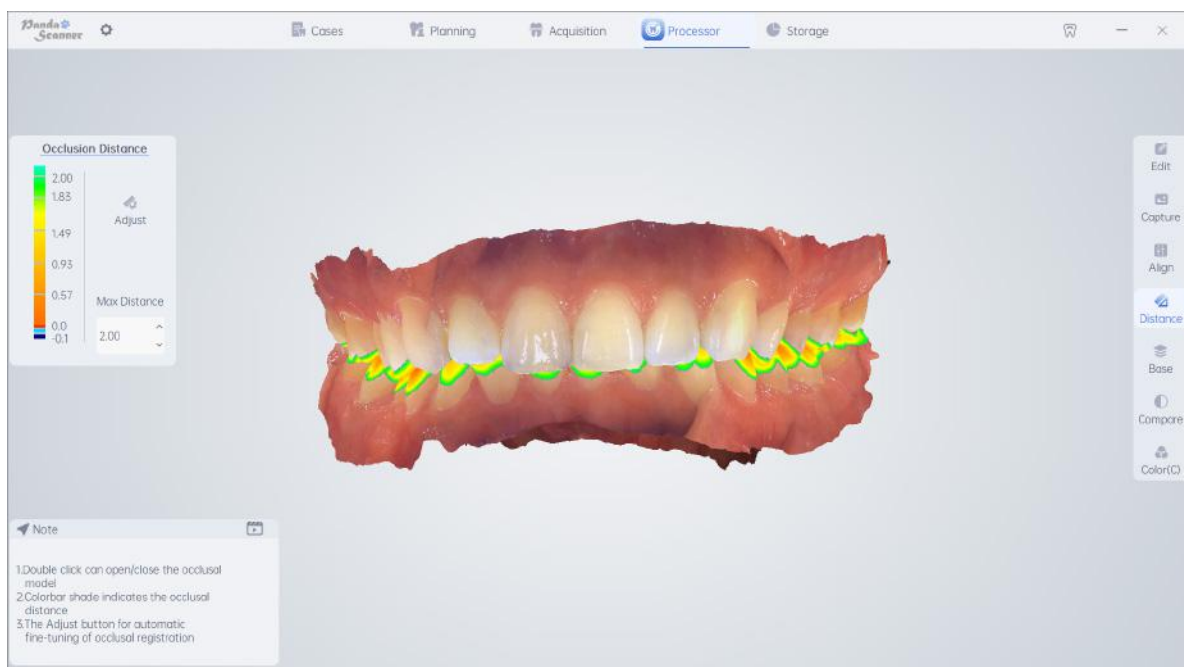 Panda Scanner
Cases
Planning
Acquisition
Processor
Storage
Occlusion Distance
2.00
1.83
1.49
0.93
0.57
0.0
-0.1
Adjust
Max Distance
2.00
Edit
Capture
Align
Distance
Base
Compare
Color(C)
Note
1.Double click can open/close the occlusal
model
2.Colorbar shade indicates the occlusal
distance
3.The Adjust button for automatic
fine-tuning of occlusal registration